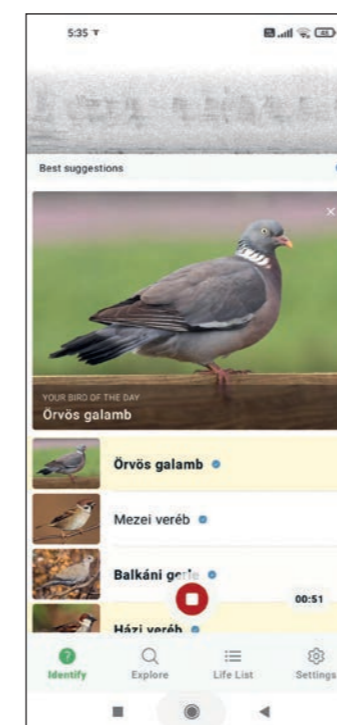 5:35
Best suggestions
YOUR BIRD OF THE DAY
Örvös galamb
Örvös galamb
Mezei veréb
Balkáni gerle
00:51
Házi veréb
Identify
Explore
Life List
Settings